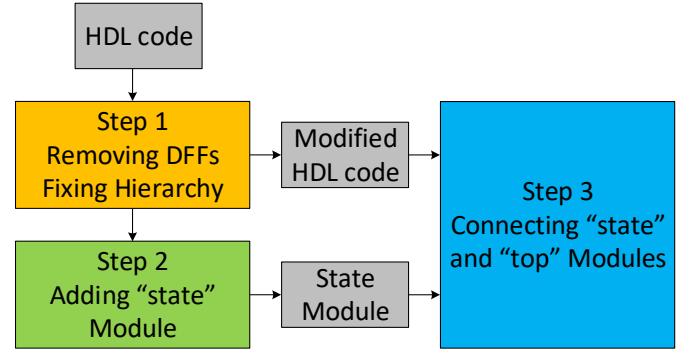 HDL code
Step 1
Removing DFFs
Fixing Hierarchy
Modified
HDL code
Step 2
Adding “state”
Module
State
Module
Step 3
Connecting “state”
and “top” Modules